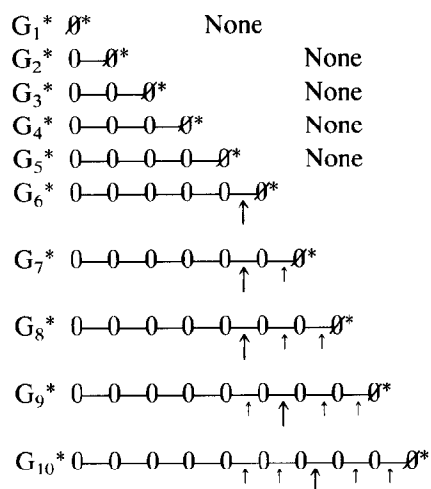 G₁* 0̸* None
G₂* 0–0̸* None
G₃* 0–0–0̸* None
G₄* 0–0–0–0̸* None
G₅* 0–0–0–0–0̸* None
G₆* 0–0–0–0–0–0̸*
↑
G₇* 0–0–0–0–0–0–0̸*
↑ ↑
G₈* 0–0–0–0–0–0–0–0̸*
↑ ↑ ↑
G₉* 0–0–0–0–0–0–0–0–0̸*
↑ ↑ ↑ ↑
G₁₀* 0–0–0–0–0–0–0–0–0–0̸*
↑ ↑ ↑ ↑ ↑